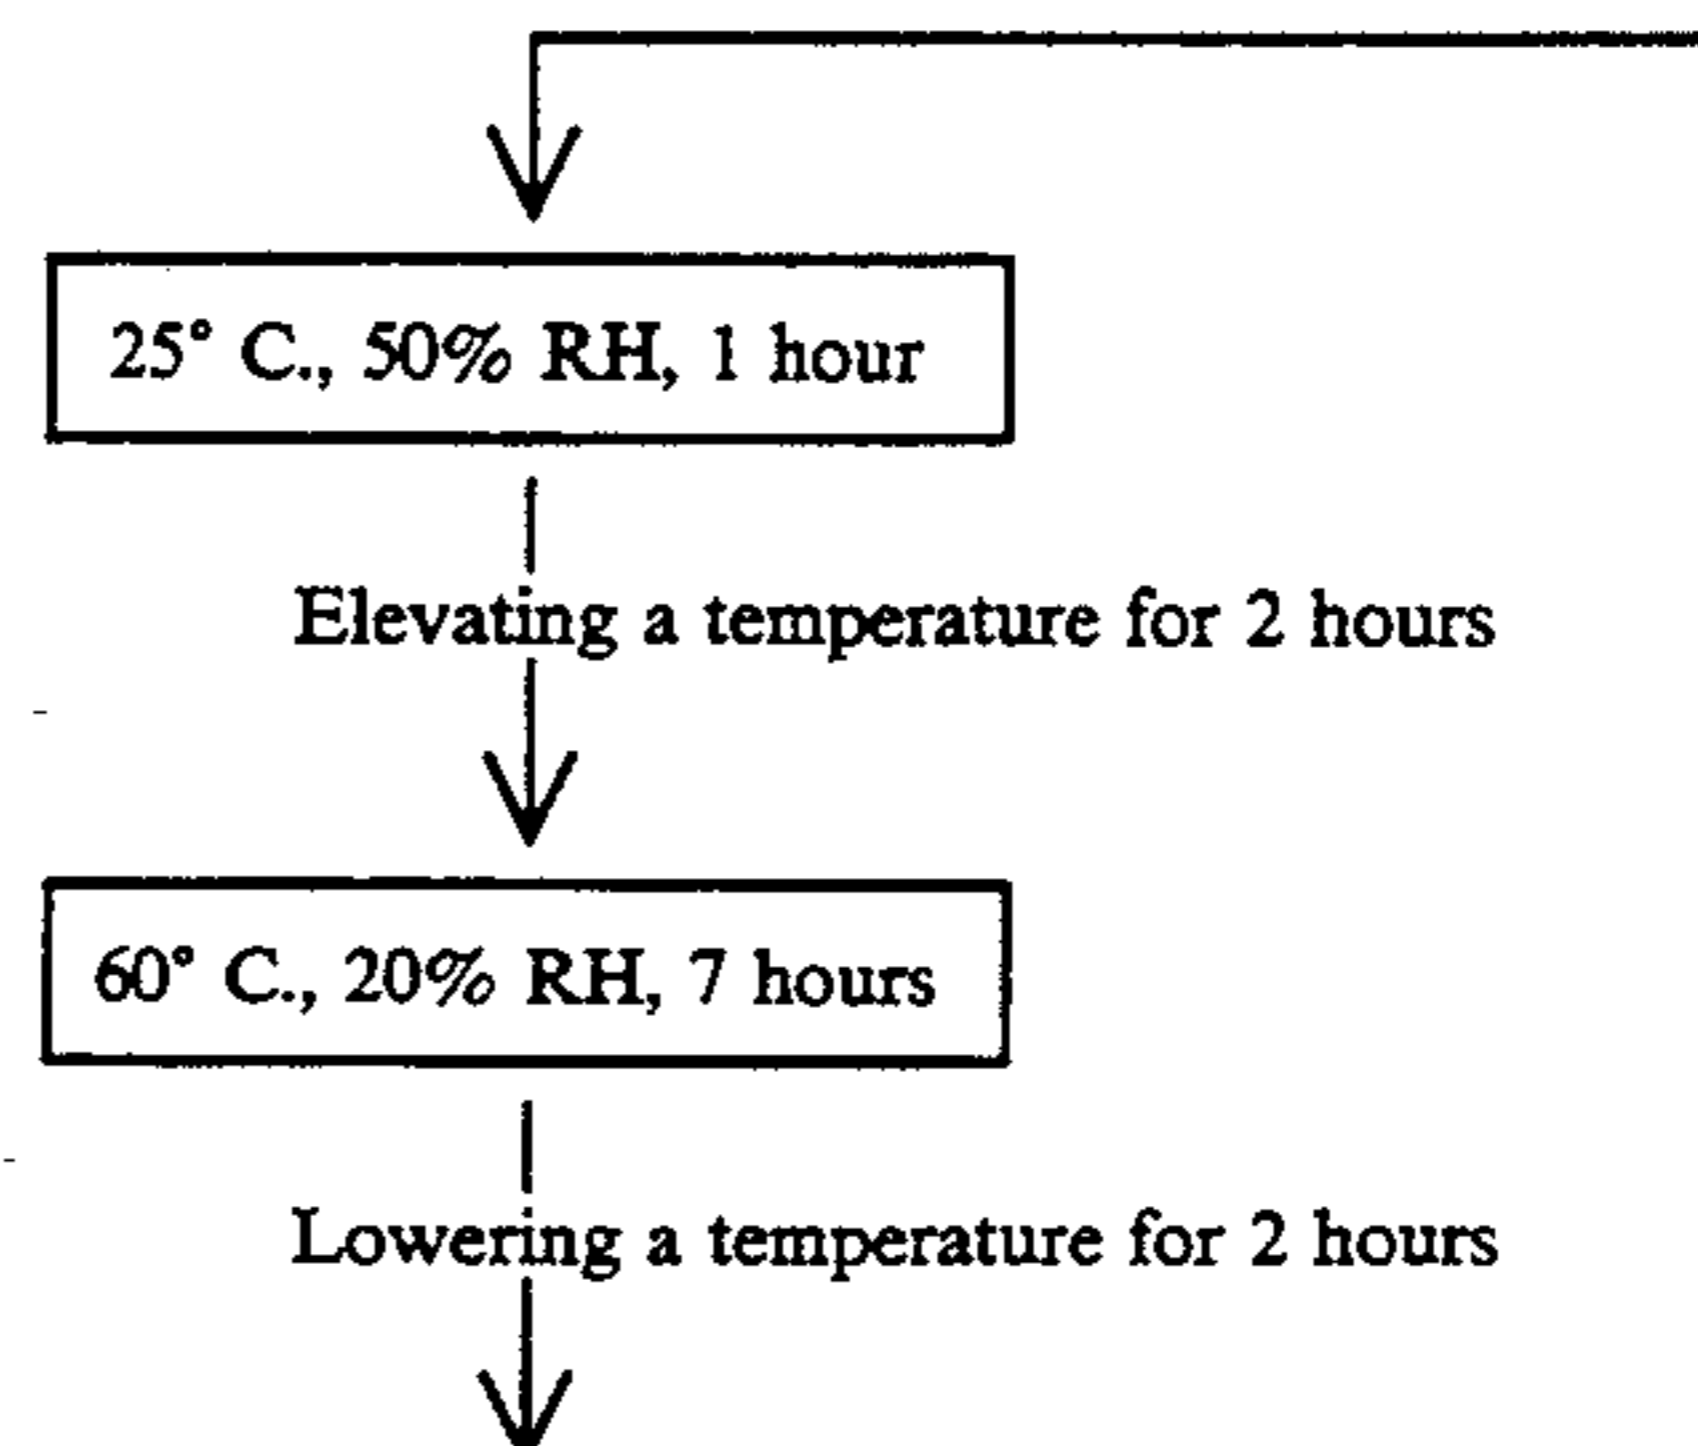 25° C., 50% RH, 1 hour
Elevating a temperature for 2 hours
60° C., 20% RH, 7 hours
Lowering a temperature for 2 hours